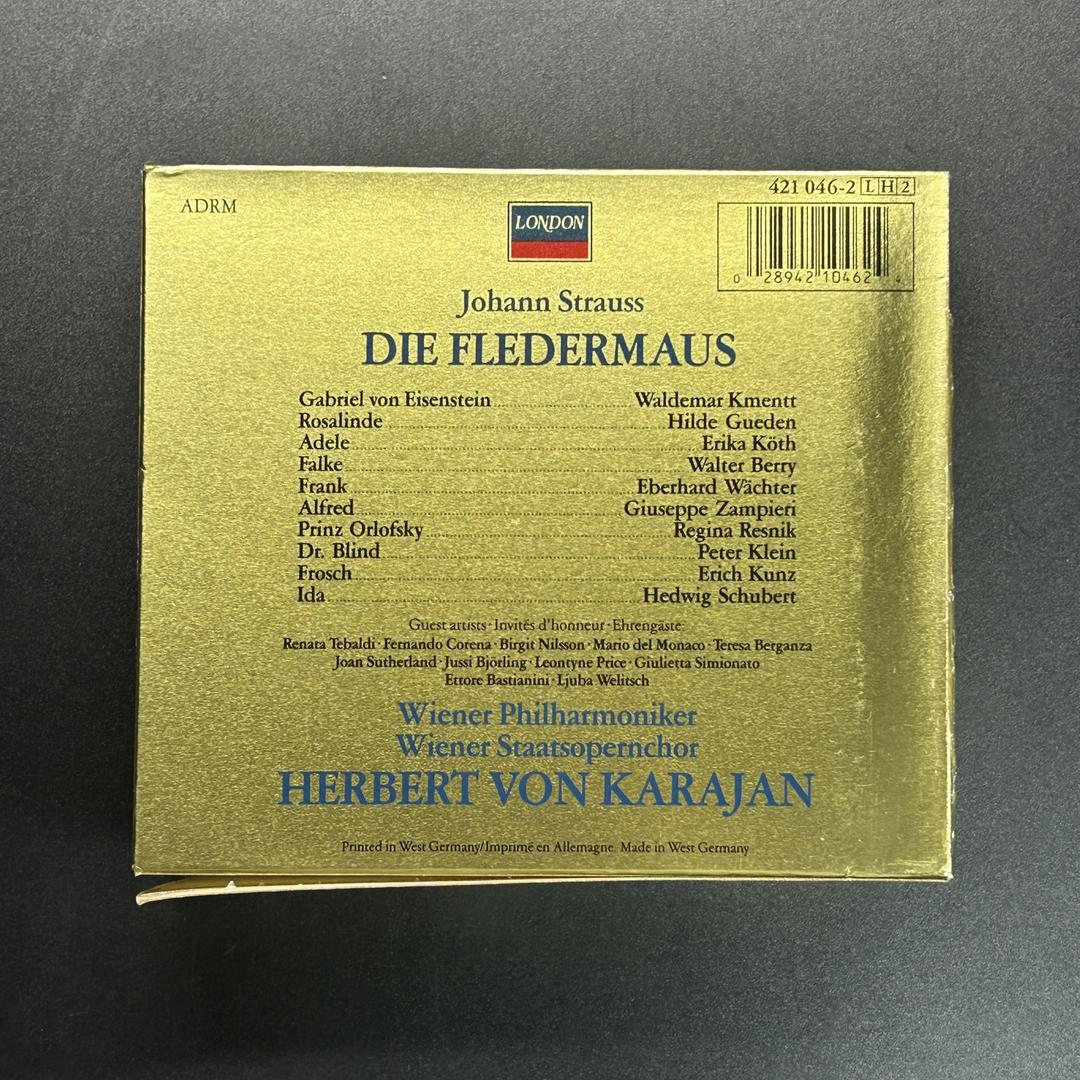 421 046-2 L H 2
ADRM
LONDON
0 28942 10462 4
Johann Strauss
DIE FLEDERMAUS
Gabriel von Eisenstein Waldemar Kmentt
Rosalinde Hilde Gueden
Adele Erika Köth
Falke Walter Berry
Frank Eberhard Wächter
Alfred Giuseppe Zampieri
Prinz Orlofsky Regina Resnik
Dr. Blind Peter Klein
Frosch Erich Kunz
Ida Hedwig Schubert
Guest artists · Invités d'honneur · Ehrengäste:
Renata Tebaldi · Fernando Corena · Birgit Nilsson · Mario del Monaco · Teresa Berganza
Joan Sutherland · Jussi Björling · Leontyne Price · Giulietta Simionato
Ettore Bastianini · Ljuba Welitsch
Wiener Philharmoniker
Wiener Staatsopernchor
HERBERT VON KARAJAN
Printed in West Germany/Imprimé en Allemagne. Made in West Germany